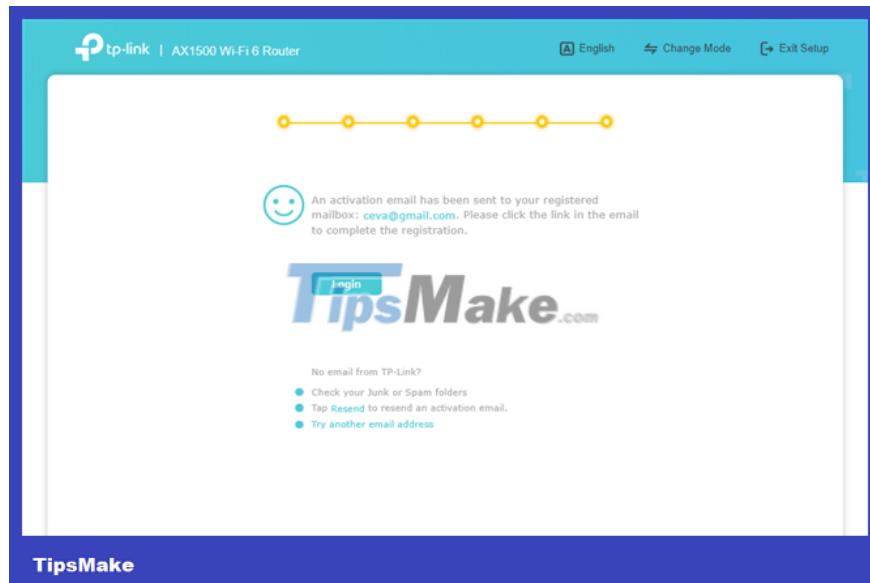 tp-link | AX1500 Wi-Fi 6 Router
A English Change Mode Exit Setup
An activation email has been sent to your registered
mailbox: ceva@gmail.com. Please click the link in the email
to complete the registration.
Login
TipsMake.com
No email from TP-Link?
Check your Junk or Spam folders
Tap Resend to resend an activation email.
Try another email address
TipsMake